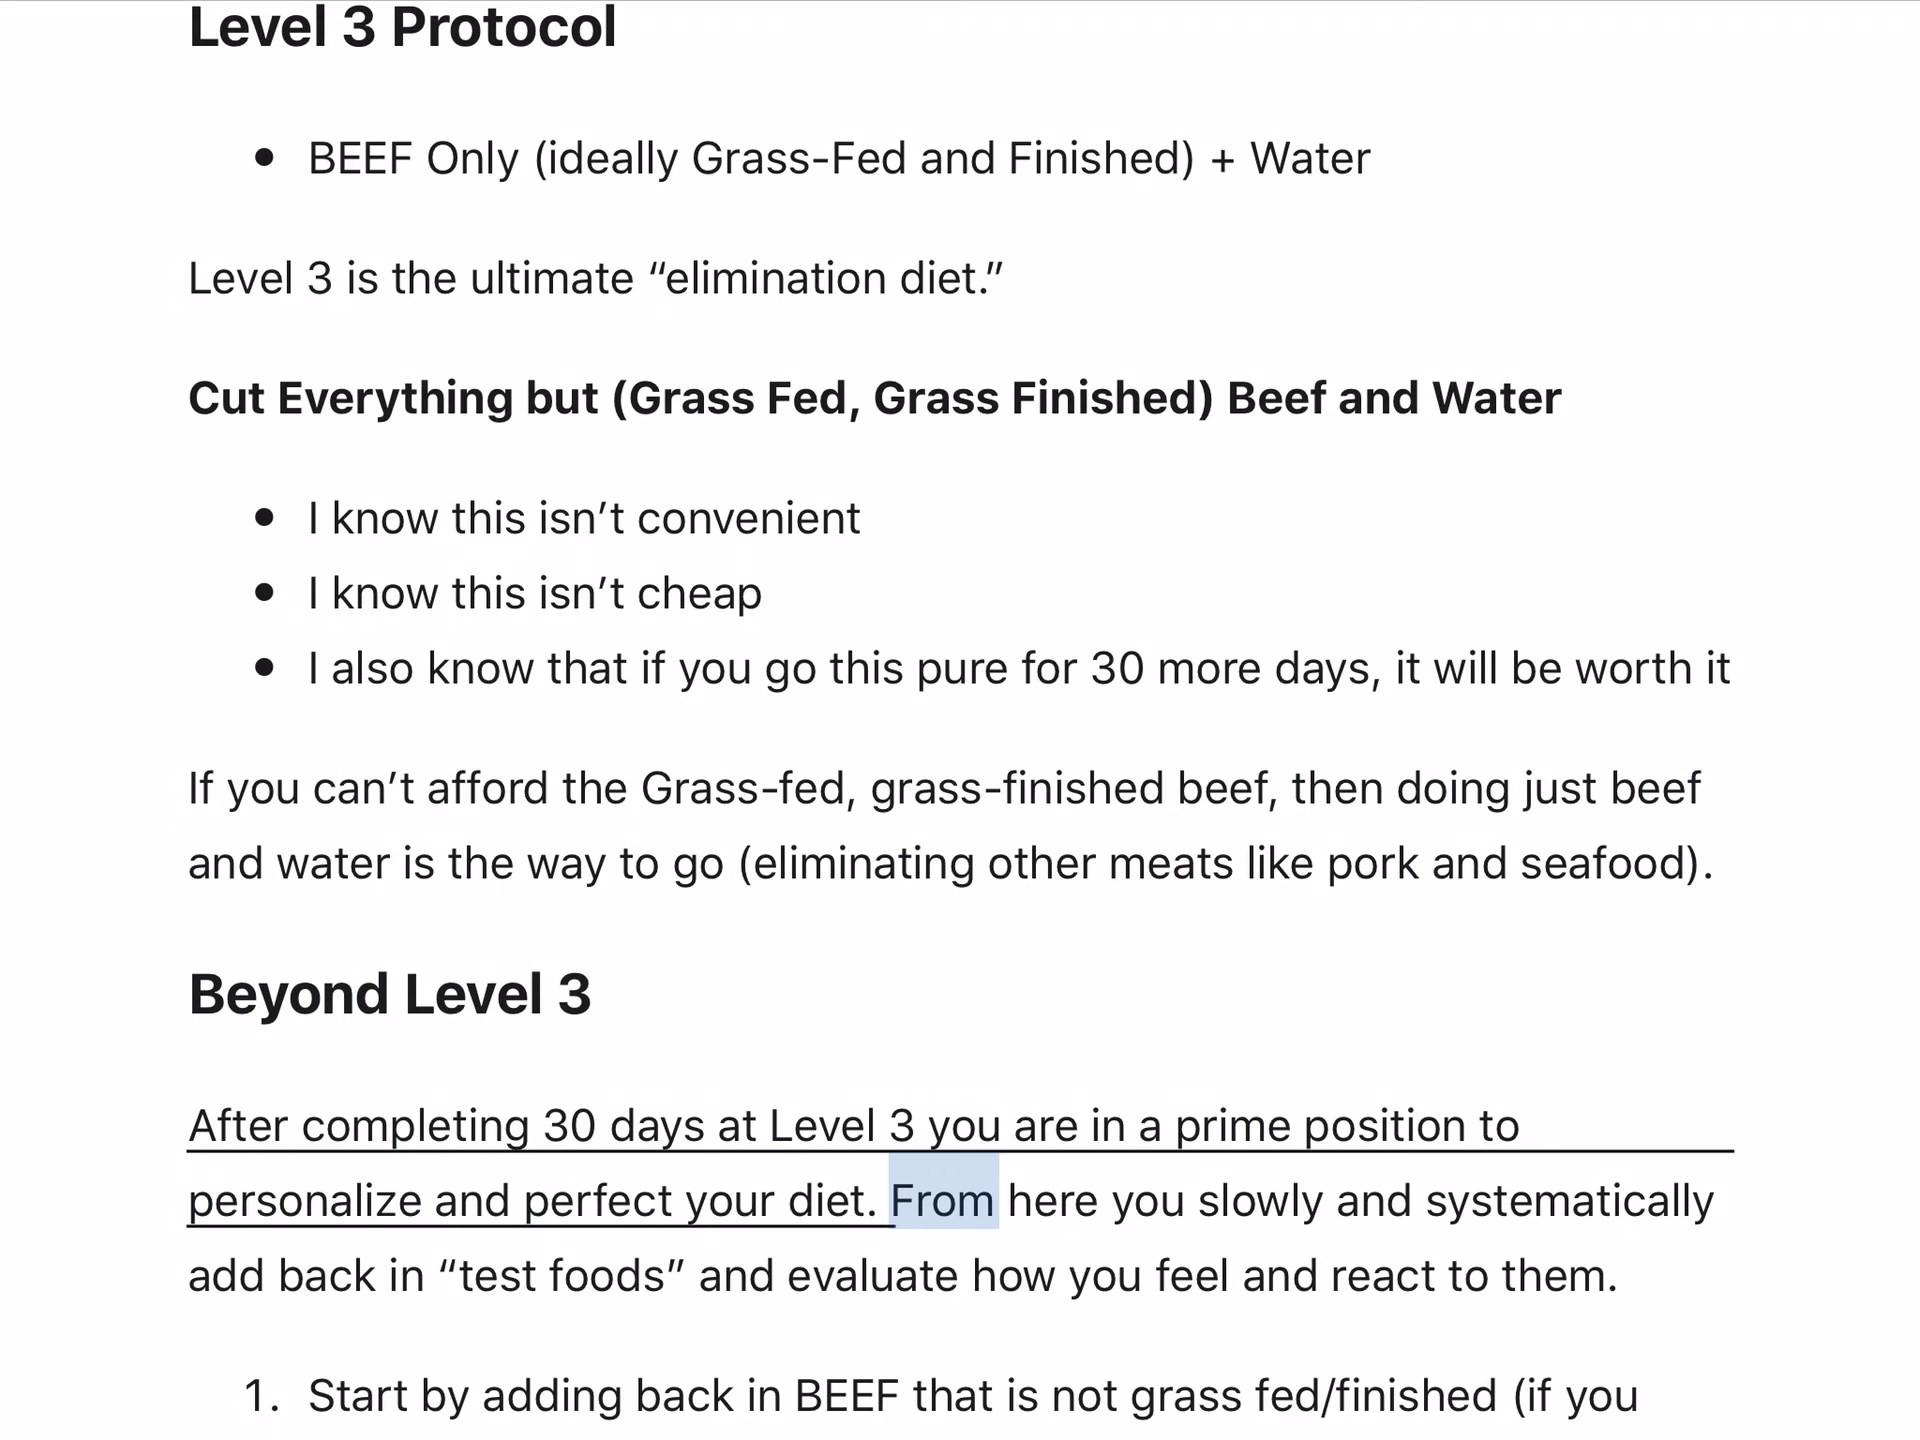 Level 3 Protocol
• BEEF Only (ideally Grass-Fed and Finished) + Water
Level 3 is the ultimate “elimination diet.”
Cut Everything but (Grass Fed, Grass Finished) Beef and Water
• I know this isn’t convenient
• I know this isn’t cheap
• I also know that if you go this pure for 30 more days, it will be worth it
If you can’t afford the Grass-fed, grass-finished beef, then doing just beef
and water is the way to go (eliminating other meats like pork and seafood).
Beyond Level 3
After completing 30 days at Level 3 you are in a prime position to
personalize and perfect your diet. From here you slowly and systematically
add back in “test foods” and evaluate how you feel and react to them.
1. Start by adding back in BEEF that is not grass fed/finished (if you